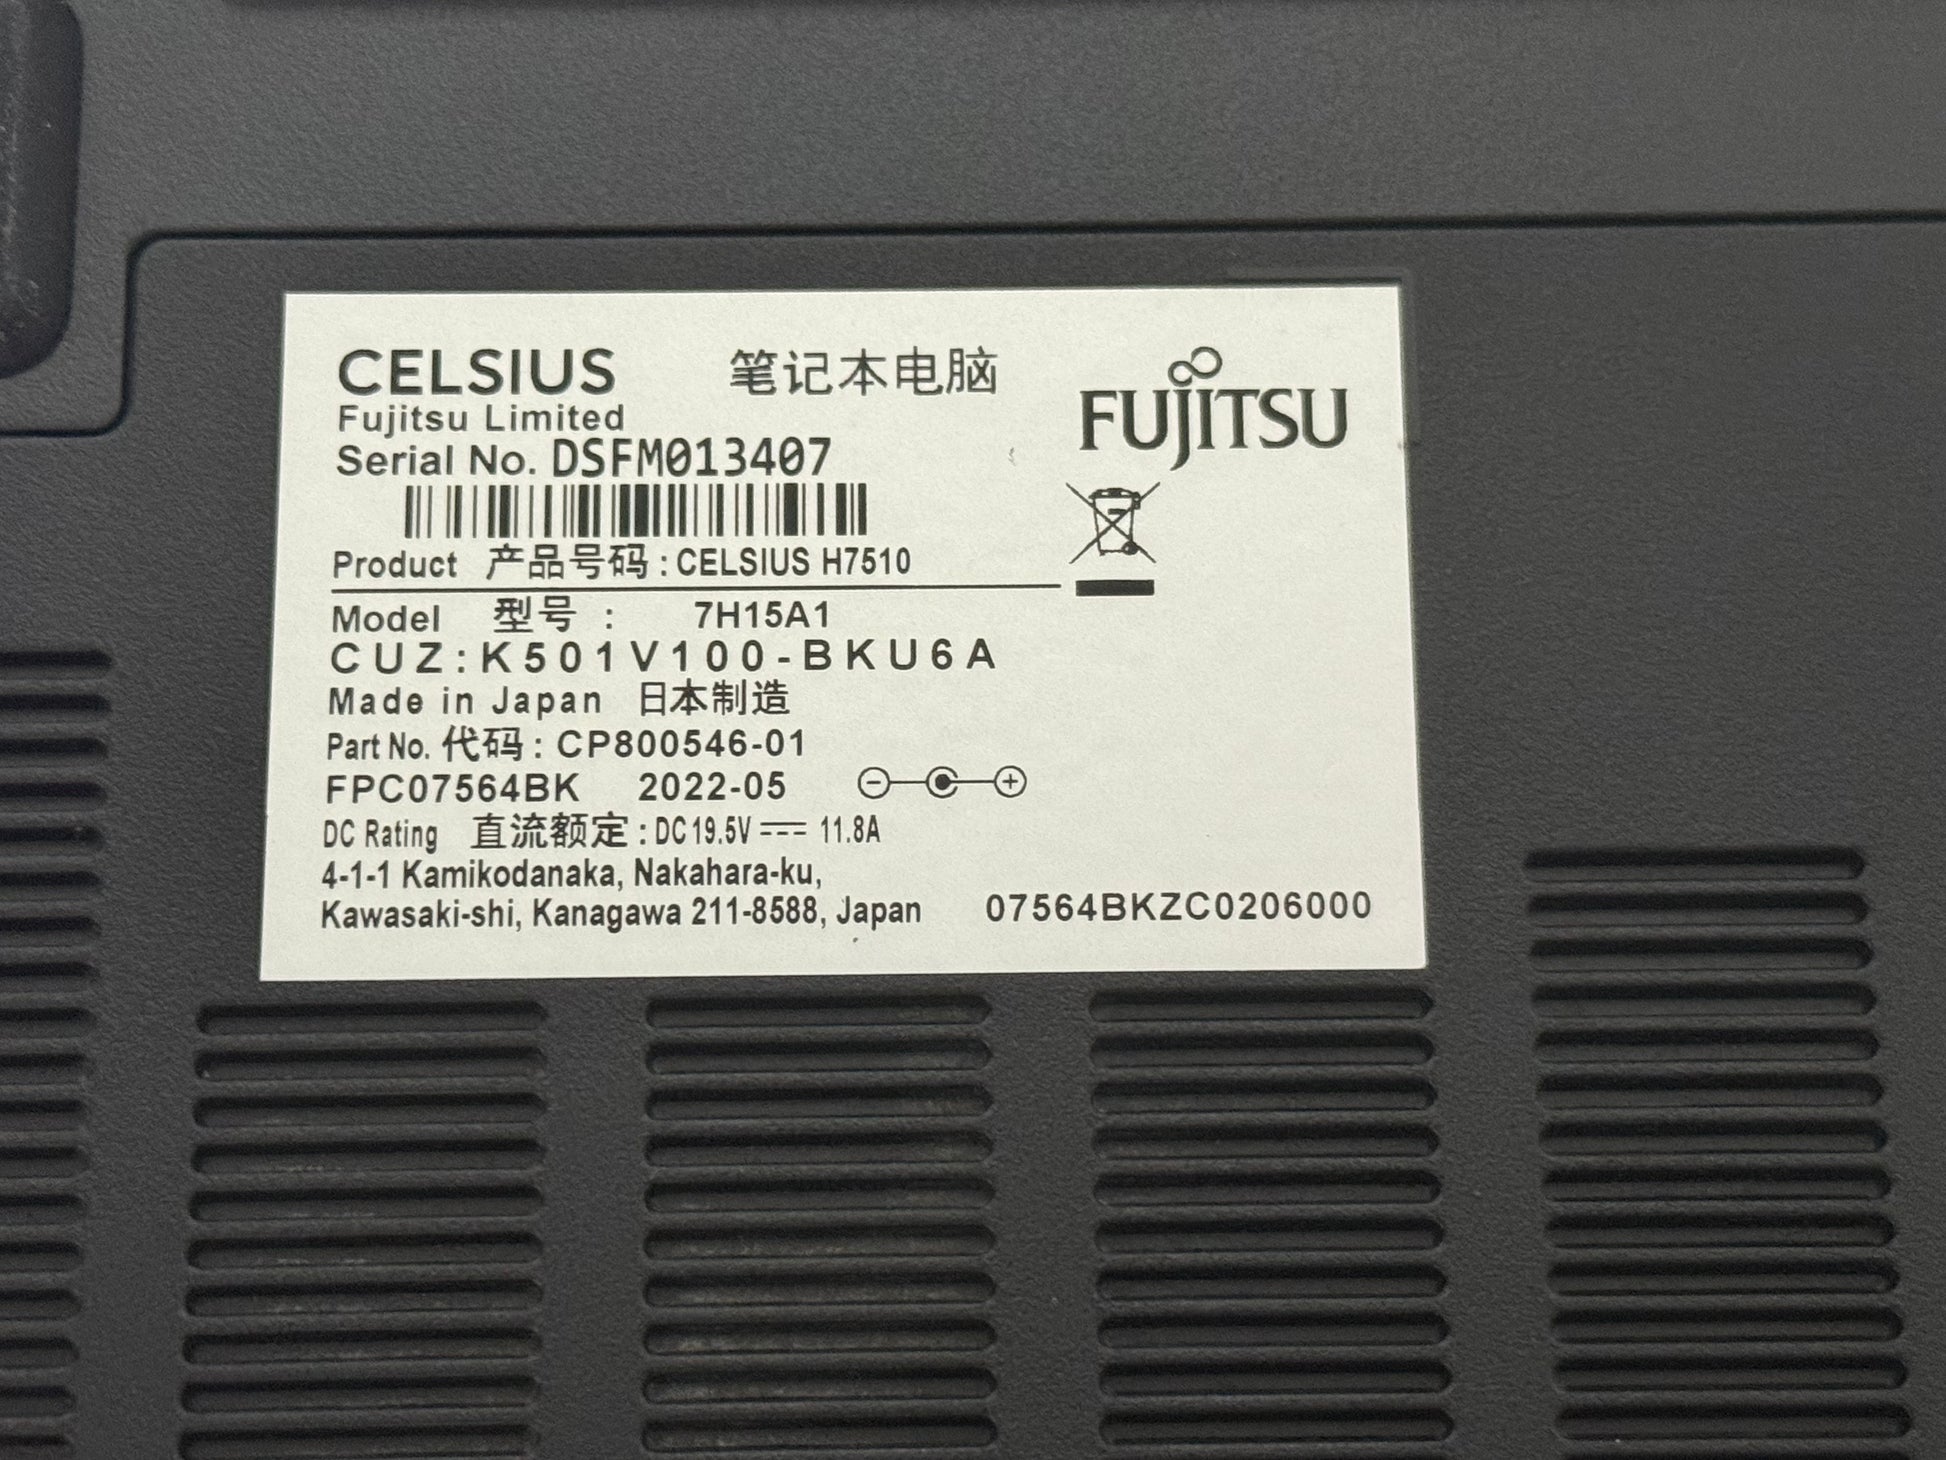 CELSIUS 笔记本电脑
FUJITSU
Fujitsu Limited
Serial No. DSFM013407
Product 产品号码 : CELSIUS H7510
Model 型号 : 7H15A1
CUZ:K501V100-BKU6A
Made in Japan 日本制造
Part No. 代码 : CP800546-01
FPC07564BK 2022-05
DC Rating 直流额定 : DC 19.5V 11.8A
4-1-1 Kamikodanaka, Nakahara-ku,
Kawasaki-shi, Kanagawa 211-8588, Japan 07564BKZC0206000